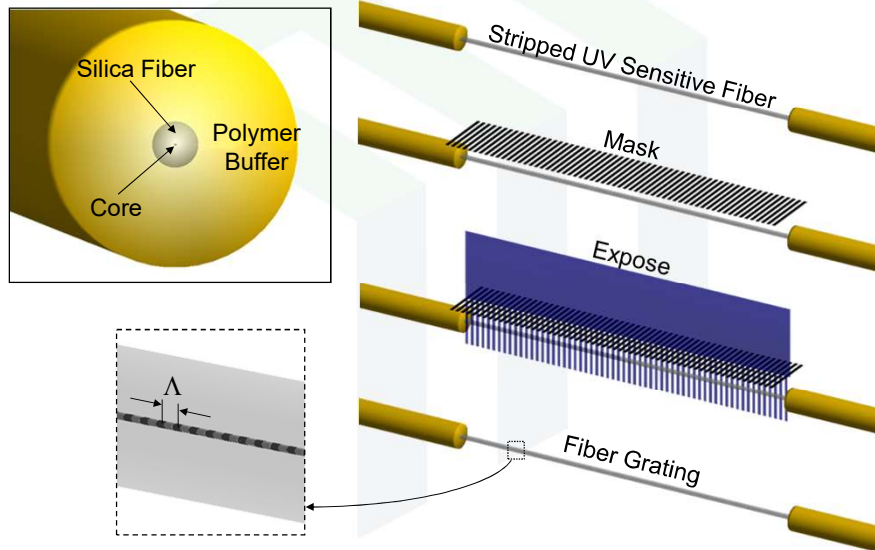 Silica Fiber
Polymer
Buffer
Core
Λ
Stripped UV Sensitive Fiber
Mask
Expose
Fiber Grating